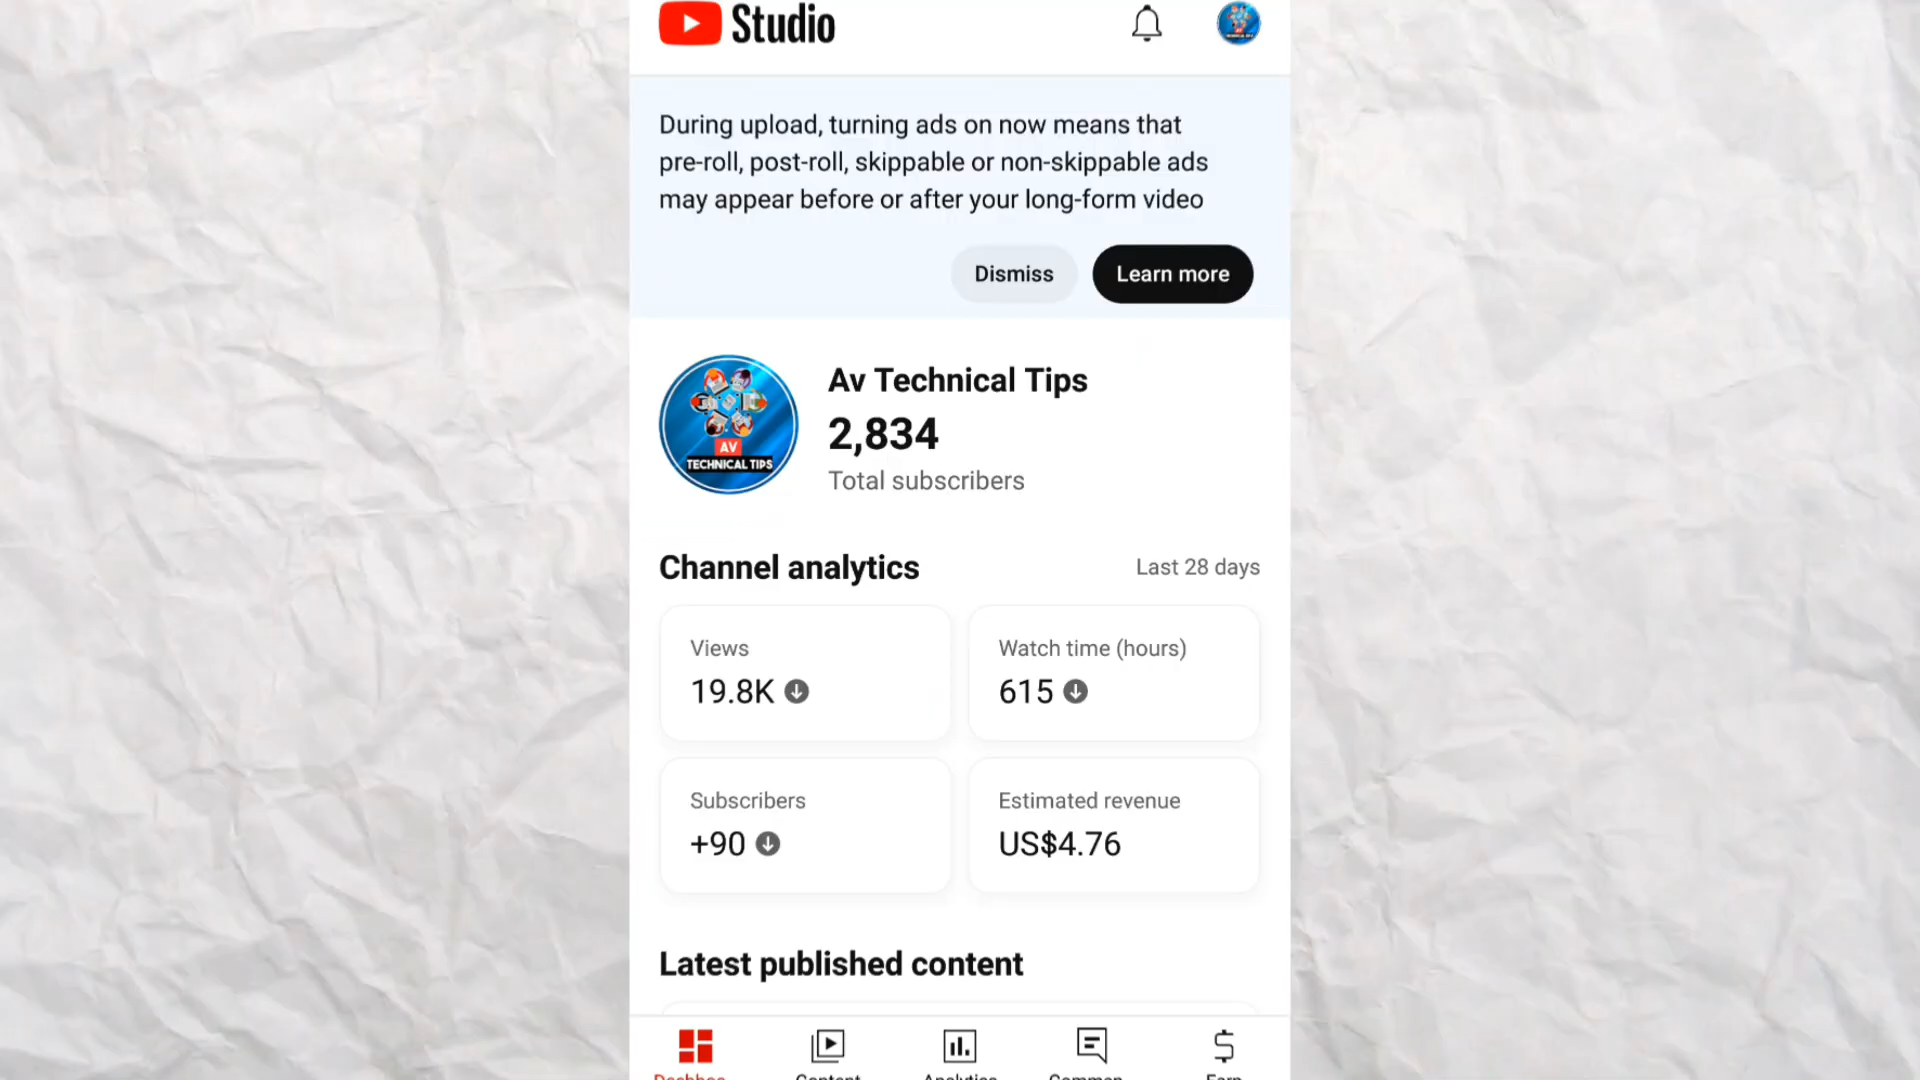 Studio
During upload, turning ads on now means that
pre-roll, post-roll, skippable or non-skippable ads
may appear before or after your long-form video
Dismiss
Learn more
AV
TECHNICAL TIPS
Av Technical Tips
2,834
Total subscribers
Channel analytics
Last 28 days
Views
Watch time (hours)
19.8K
615
Subscribers
Estimated revenue
+90
US$4.76
Latest published content